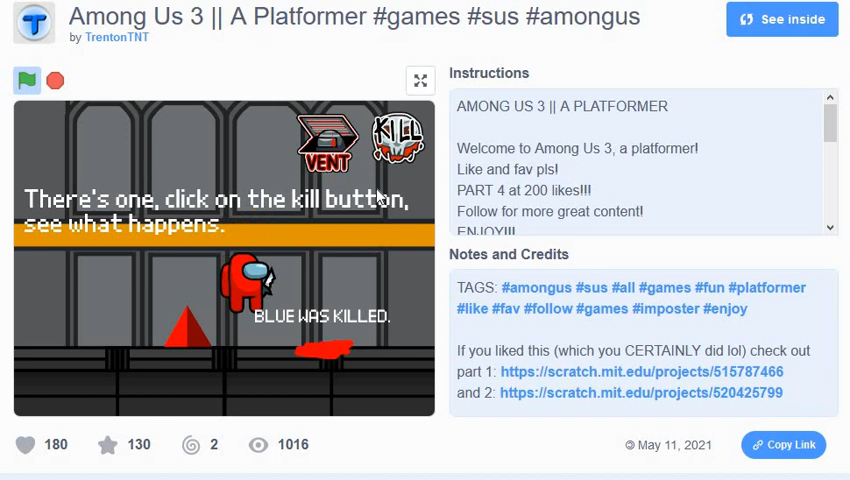 Among Us 3 || A Platformer #games #sus #amongus
by TrentonTNT
See inside
Instructions
AMONG US 3 || A PLATFORMER
Welcome to Among Us 3, a platformer!
Like and fav pls!
PART 4 at 200 likes!!!
Follow for more great content!
ENJOY!!!
VENT
KILL
There's one, click on the kill button,
see what happens.
BLUE WAS KILLED.
Notes and Credits
TAGS: #amongus #sus #all #games #fun #platformer
#like #fav #follow #games #imposter #enjoy
If you liked this (which you CERTAINLY did lol) check out
part 1: https://scratch.mit.edu/projects/515787466
and 2: https://scratch.mit.edu/projects/520425799
180
130
2
1016
May 11, 2021
Copy Link